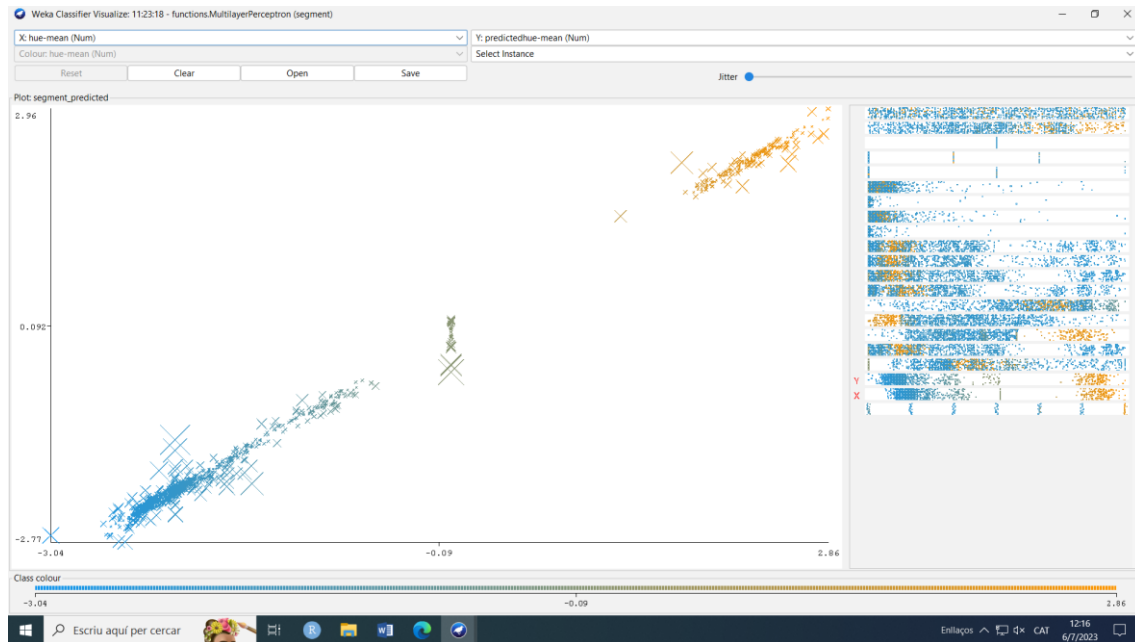 Weka Classifier Visualize: 11:23:18 - functions.MultilayerPerceptron (segment)
X: hue-mean (Num)
Y: predictedhue-mean (Num)
Colour: hue-mean (Num)
Select Instance
Reset Clear Open Save
Jitter
Plot: segment_predicted
2.96
0.092
-2.77
-3.04 -0.09 2.86
Y
X
Class colour
-3.04 -0.09 2.86
Escriu aquí per cercar
R
W
Enllaços
CAT
12:16
6/7/2023